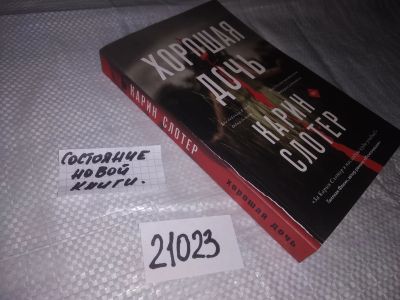 ХОРОШАЯ
ДОЧЬ
КАРИН
СЛОТЕР
КАРИН СЛОТЕР
хорошая дочь
СОСТОЯНИЕ
НОВОЙ
КНИГИ.
21023